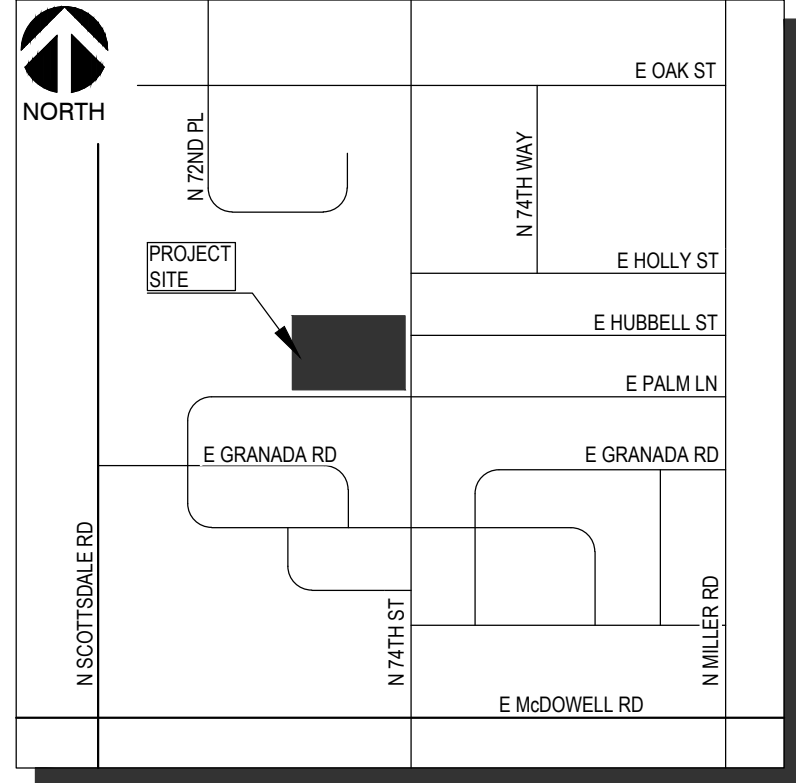 E OAK ST
NORTH
N 72ND PL
N 74TH WAY
PROJECT
SITE
E HOLLY ST
E HUBBELL ST
E PALM LN
E GRANADA RD
E GRANADA RD
N SCOTTSDALE RD
N 74TH ST
N MILLER RD
E McDOWELL RD